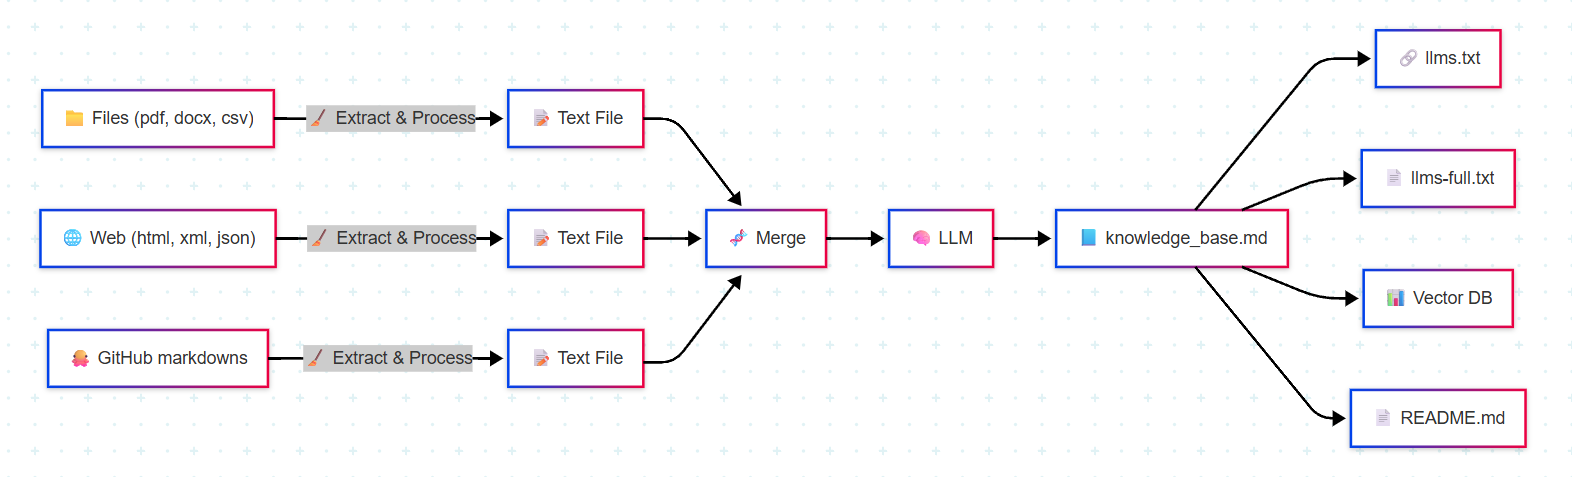 Files (pdf, docx, csv)
Extract & Process
Text File
Web (html, xml, json)
Extract & Process
Text File
GitHub markdowns
Extract & Process
Text File
Merge
LLM
knowledge_base.md
llms.txt
llms-full.txt
Vector DB
README.md